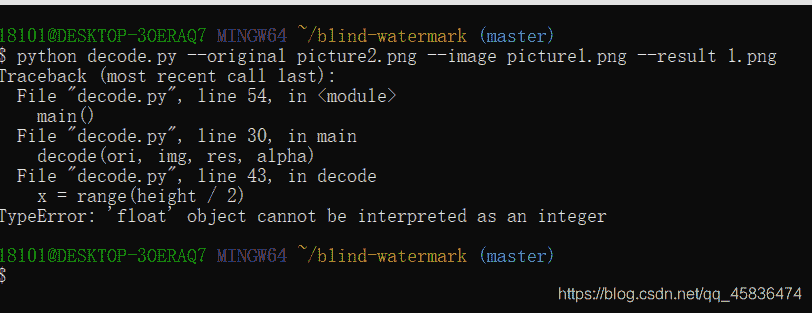 18101@DESKTOP-3OERAQ7 MINGW64 ~/blind-watermark (master)
$ python decode.py --original picture2.png --image picture1.png --result 1.png
Traceback (most recent call last):
  File "decode.py", line 54, in <module>
    main()
  File "decode.py", line 30, in main
    decode(ori, img, res, alpha)
  File "decode.py", line 43, in decode
    x = range(height / 2)
TypeError: 'float' object cannot be interpreted as an integer
18101@DESKTOP-3OERAQ7 MINGW64 ~/blind-watermark (master)
$
https://blog.csdn.net/qq_45836474